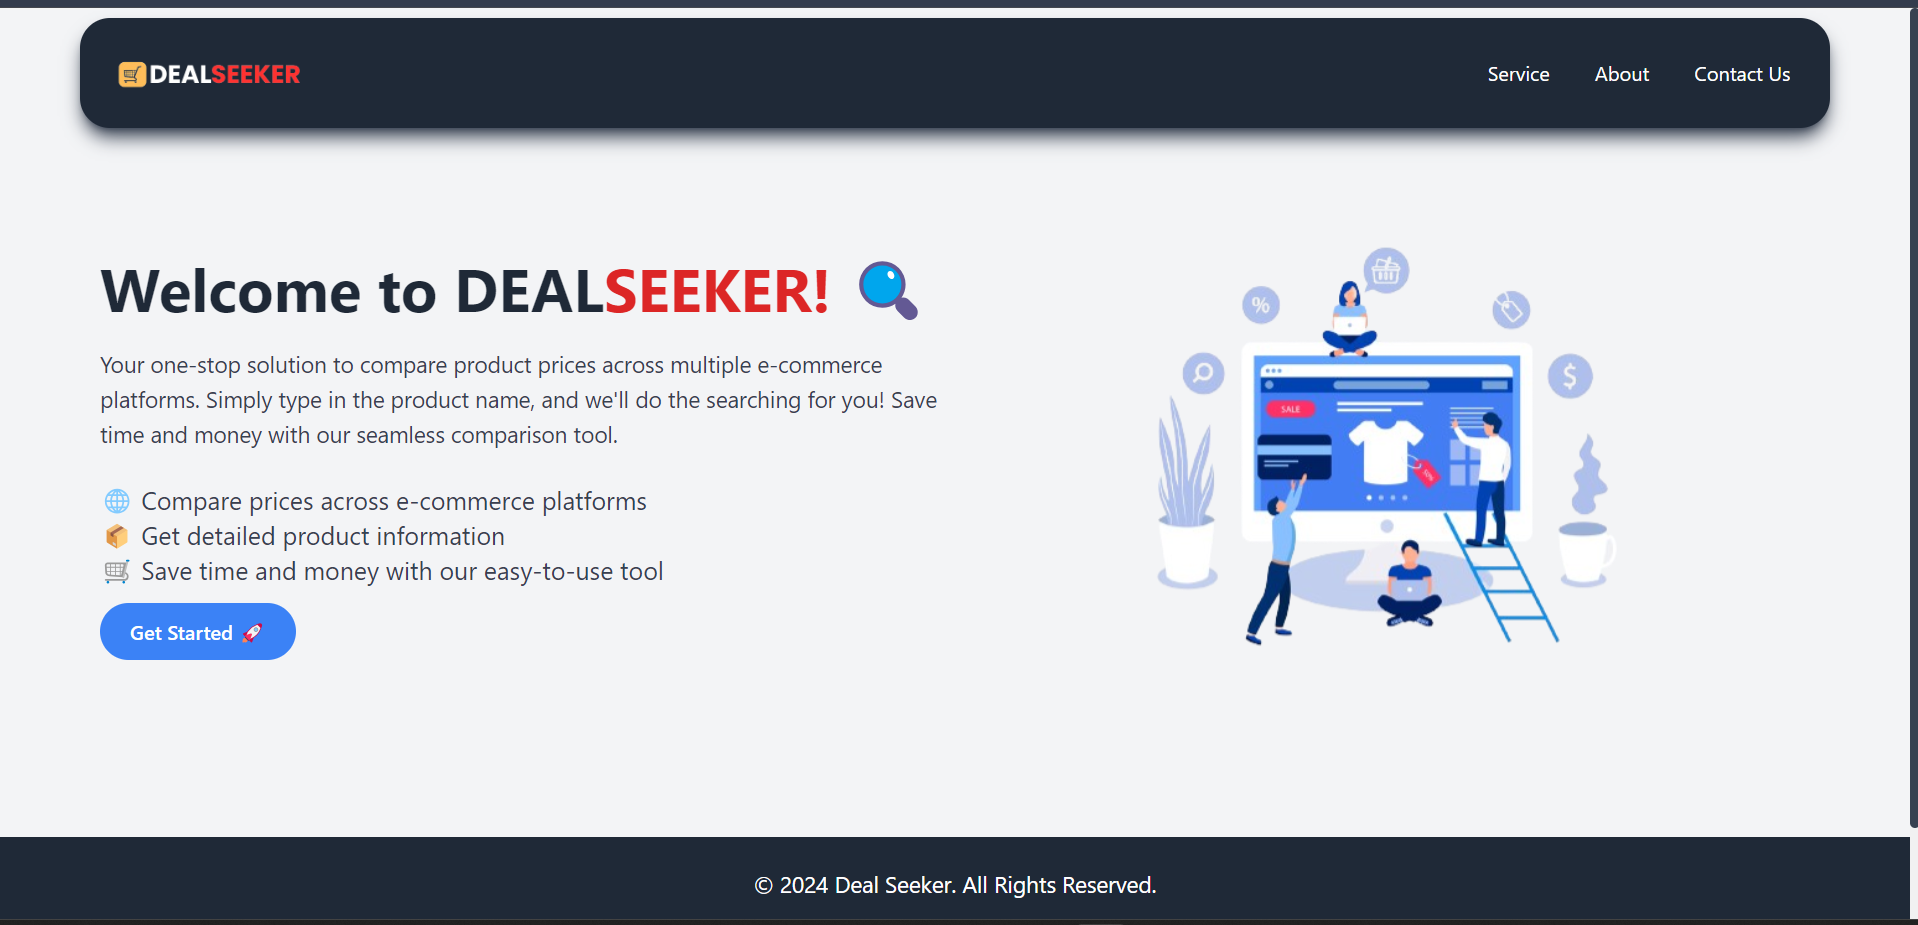 DEALSEEKER
Service
About
Contact Us
Welcome to DEALSEEKER!
Your one-stop solution to compare product prices across multiple e-commerce
platforms. Simply type in the product name, and we'll do the searching for you! Save
time and money with our seamless comparison tool.
Compare prices across e-commerce platforms
Get detailed product information
Save time and money with our easy-to-use tool
Get Started
%
$
SALE
© 2024 Deal Seeker. All Rights Reserved.